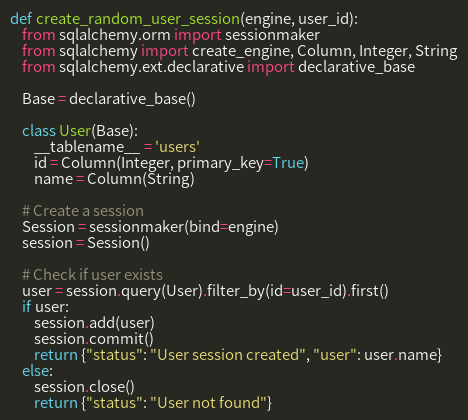 def create_random_user_session(engine, user_id):
    from sqlalchemy.orm import sessionmaker
    from sqlalchemy import create_engine, Column, Integer, String
    from sqlalchemy.ext.declarative import declarative_base

    Base = declarative_base()

    class User(Base):
        __tablename__ = 'users'
        id = Column(Integer, primary_key=True)
        name = Column(String)

    # Create a session
    Session = sessionmaker(bind=engine)
    session = Session()

    # Check if user exists
    user = session.query(User).filter_by(id=user_id).first()
    if user:
        session.add(user)
        session.commit()
        return {"status": "User session created", "user": user.name}
    else:
        session.close()
        return {"status": "User not found"}